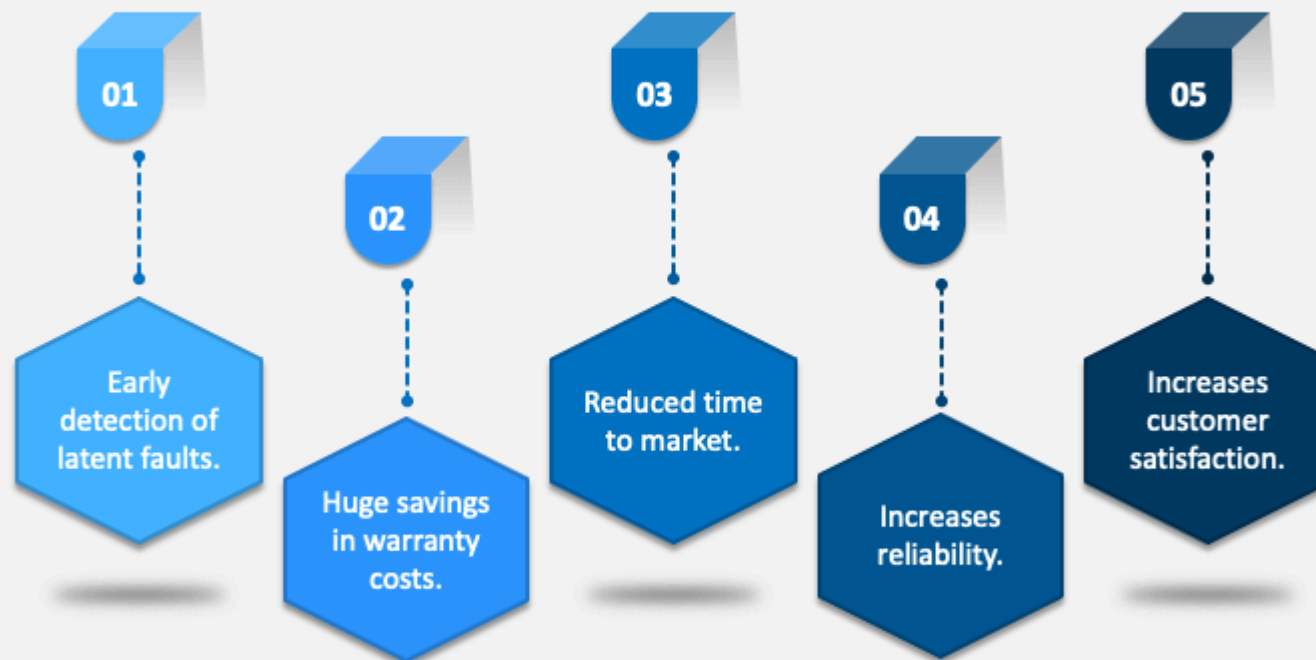 01
Early
detection of
latent faults.
02
Huge savings
in warranty
costs.
03
Reduced time
to market.
04
Increases
reliability.
05
Increases
customer
satisfaction.